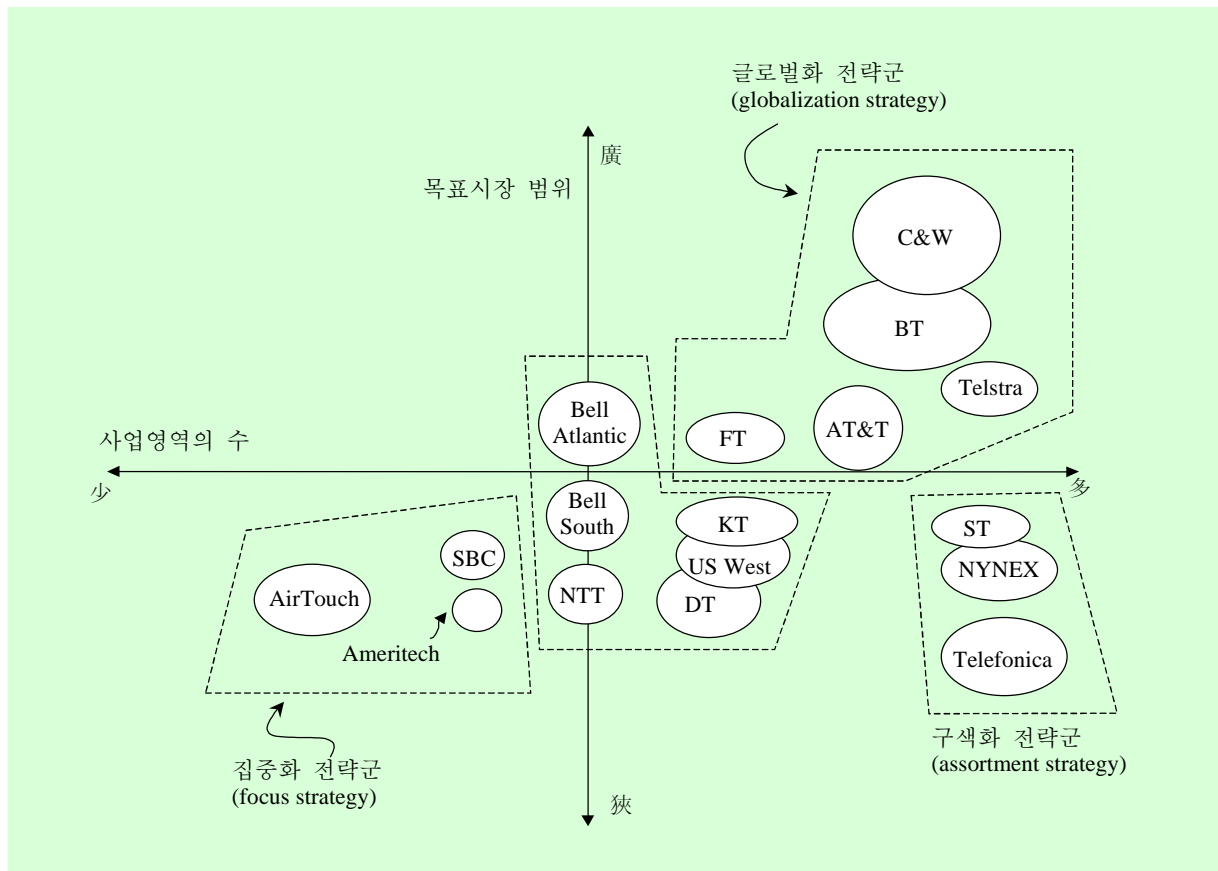 글로벌화 전략군
(globalization strategy)
廣
목표시장 범위
C&W
BT
Telstra
Bell
Atlantic
FT
AT&T
사업영역의 수
少
多
Bell
South
KT
ST
SBC
US West
NYNEX
AirTouch
NTT
DT
Ameritech
Telefonica
구색화 전략군
(assortment strategy)
집중화 전략군
(focus strategy)
狹